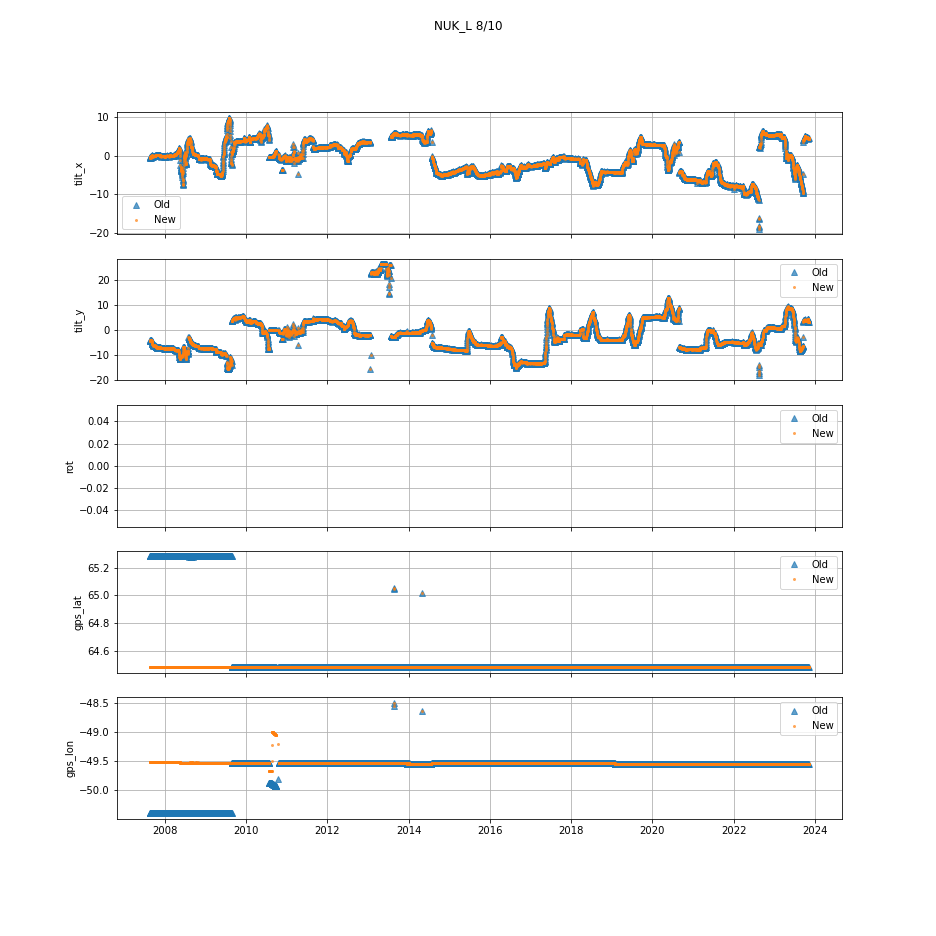 NUK_L 8/10
10
0
−10
−20
tilt_x
Old
New
20
10
0
−10
−20
tilt_y
Old
New
0.04
0.02
0.00
−0.02
−0.04
rot
Old
New
65.2
65.0
64.8
64.6
gps_lat
Old
New
−48.5
−49.0
−49.5
−50.0
gps_lon
Old
New
2008 2010 2012 2014 2016 2018 2020 2022 2024